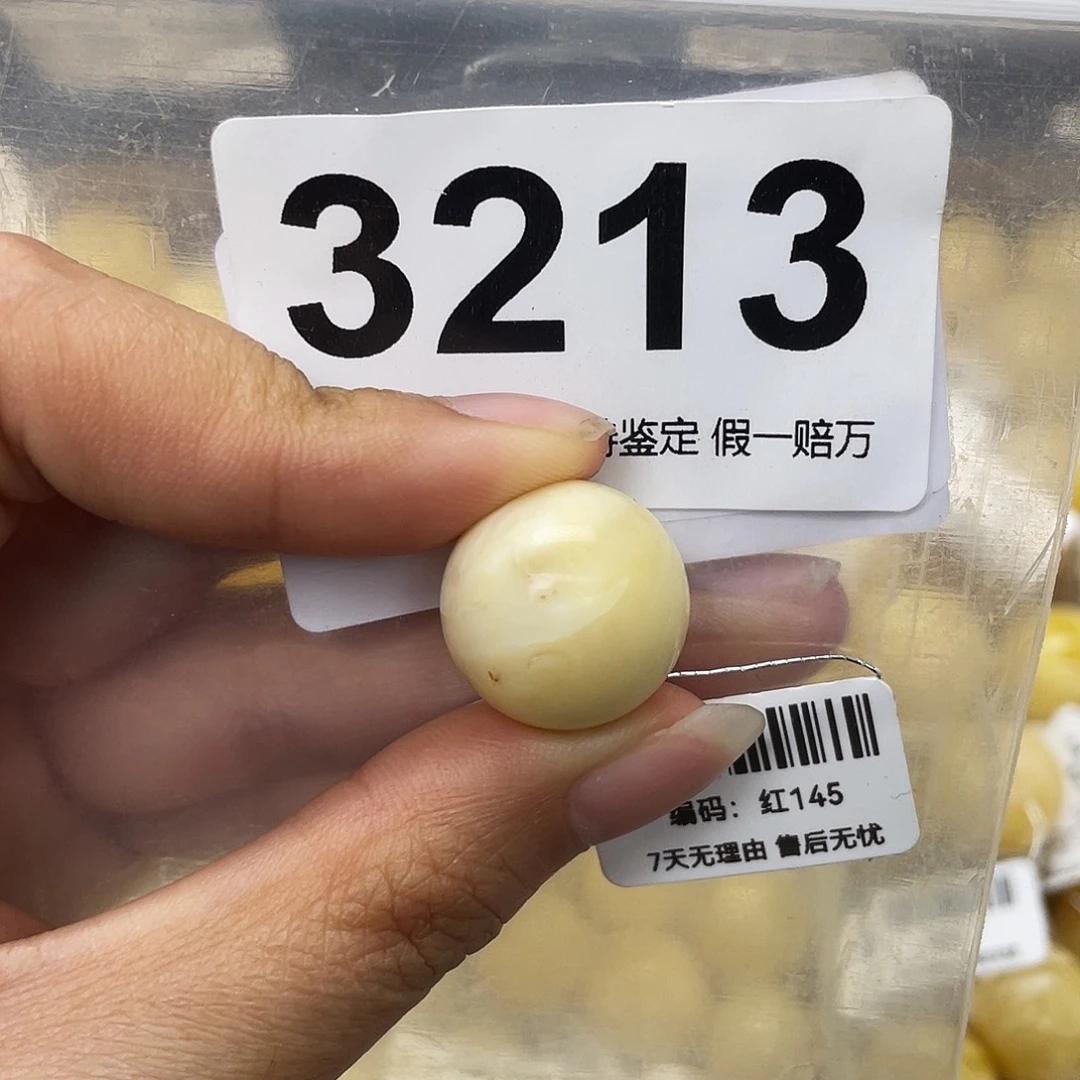 3213
鉴定 假一赔万
编码：红145
7天无理由 售后无忧